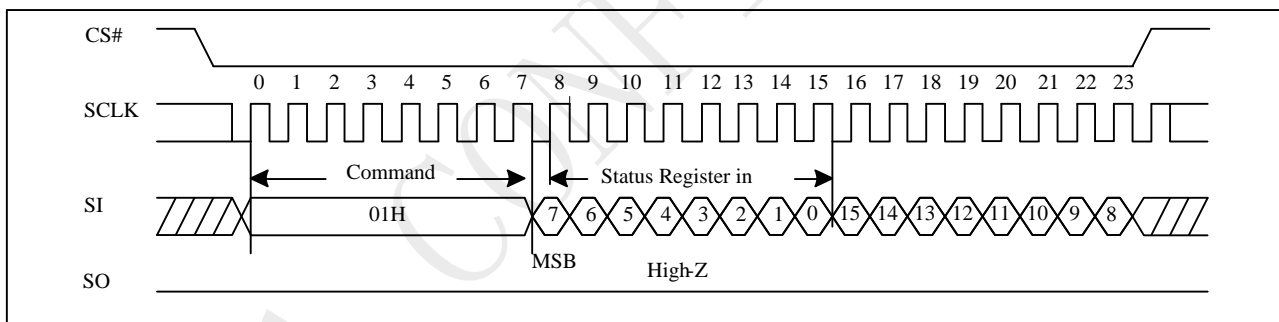 CS#
0 1 2 3 4 5 6 7 8 9 10 11 12 13 14 15 16 17 18 19 20 21 22 23
SCLK
Command Status Register in
SI 01H 7 6 5 4 3 2 1 0 15 14 13 12 11 10 9 8
MSB High-Z
SO